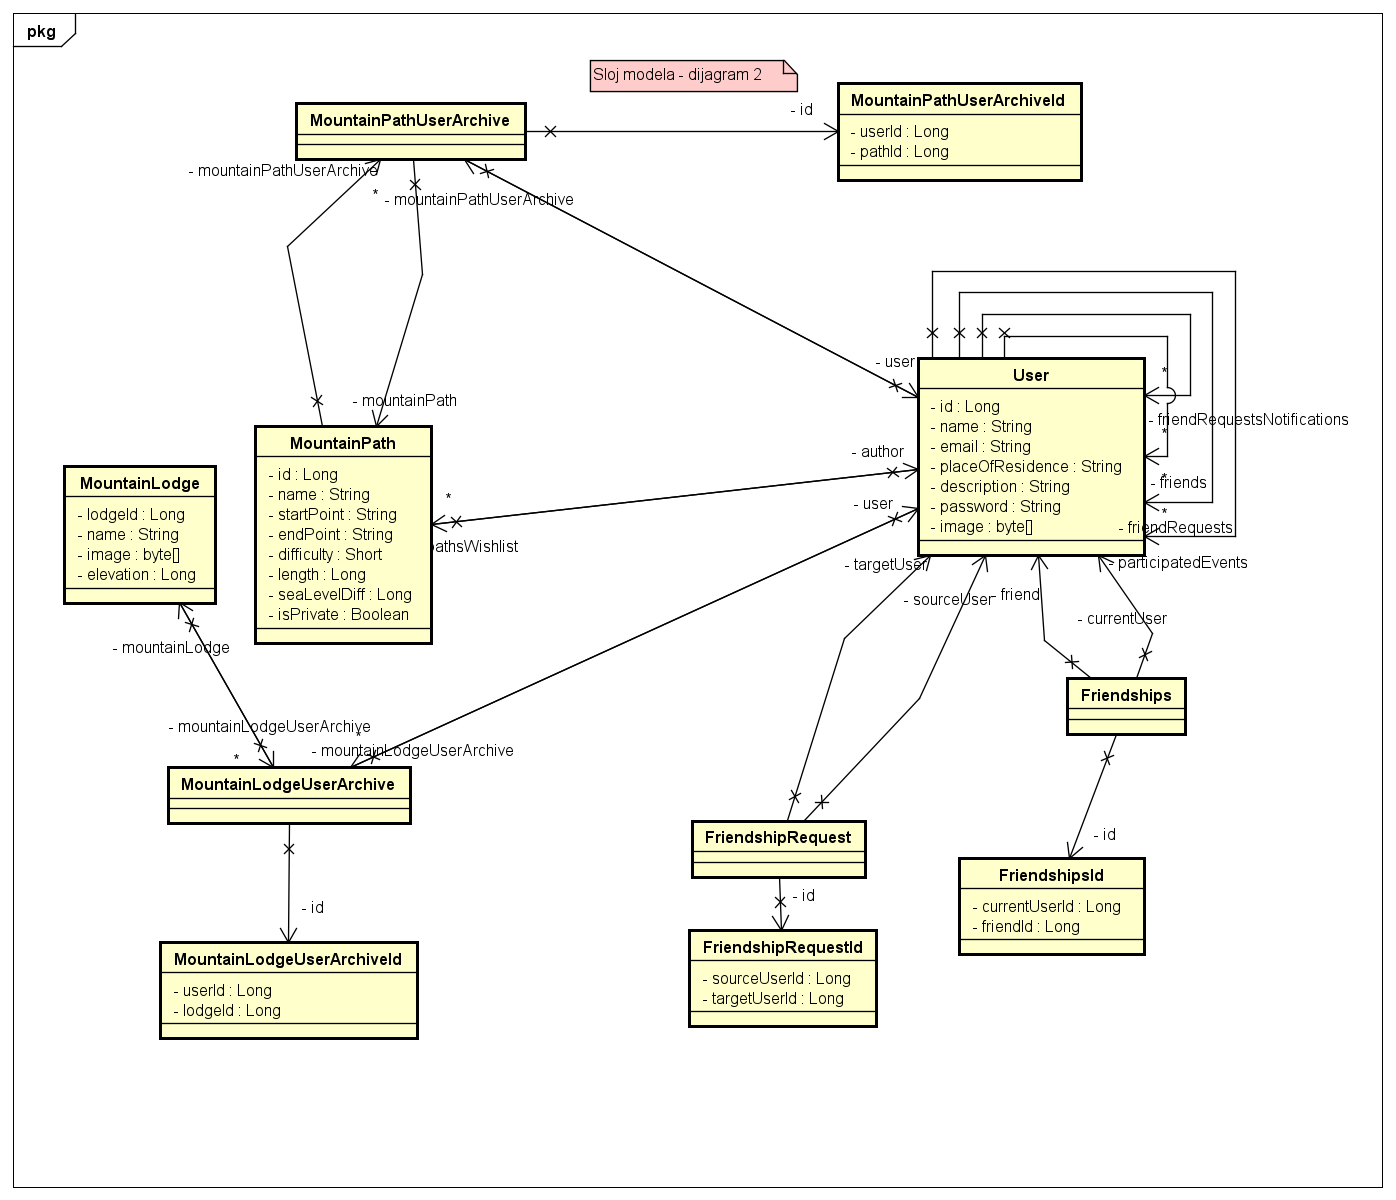 pkg
Sloj modela - dijagram 2
MountainPathUserArchive
- id
MountainPathUserArchiveId
- userId : Long
- pathId : Long
- mountainPathUserArchive
*
- mountainPathUserArchive
- user
- mountainPath
User
- id : Long
- name : String
- email : String
- placeOfResidence : String
- description : String
- password : String
- image : byte[]
*
- friendRequestsNotifications
*
- friends
*
- friendRequests
*
- participatedEvents
- author
- user
*
pathsWishlist
MountainPath
- id : Long
- name : String
- startPoint : String
- endPoint : String
- difficulty : Short
- length : Long
- seaLevelDiff : Long
- isPrivate : Boolean
MountainLodge
- lodgeId : Long
- name : String
- image : byte[]
- elevation : Long
- mountainLodge
- mountainLodgeUserArchive
*
*
- mountainLodgeUserArchive
- targetUser
- sourceUser
- friend
- currentUser
Friendships
MountainLodgeUserArchive
FriendshipRequest
- id
- id
- id
FriendshipsId
- currentUserId : Long
- friendId : Long
MountainLodgeUserArchiveId
- userId : Long
- lodgeId : Long
FriendshipRequestId
- sourceUserId : Long
- targetUserId : Long